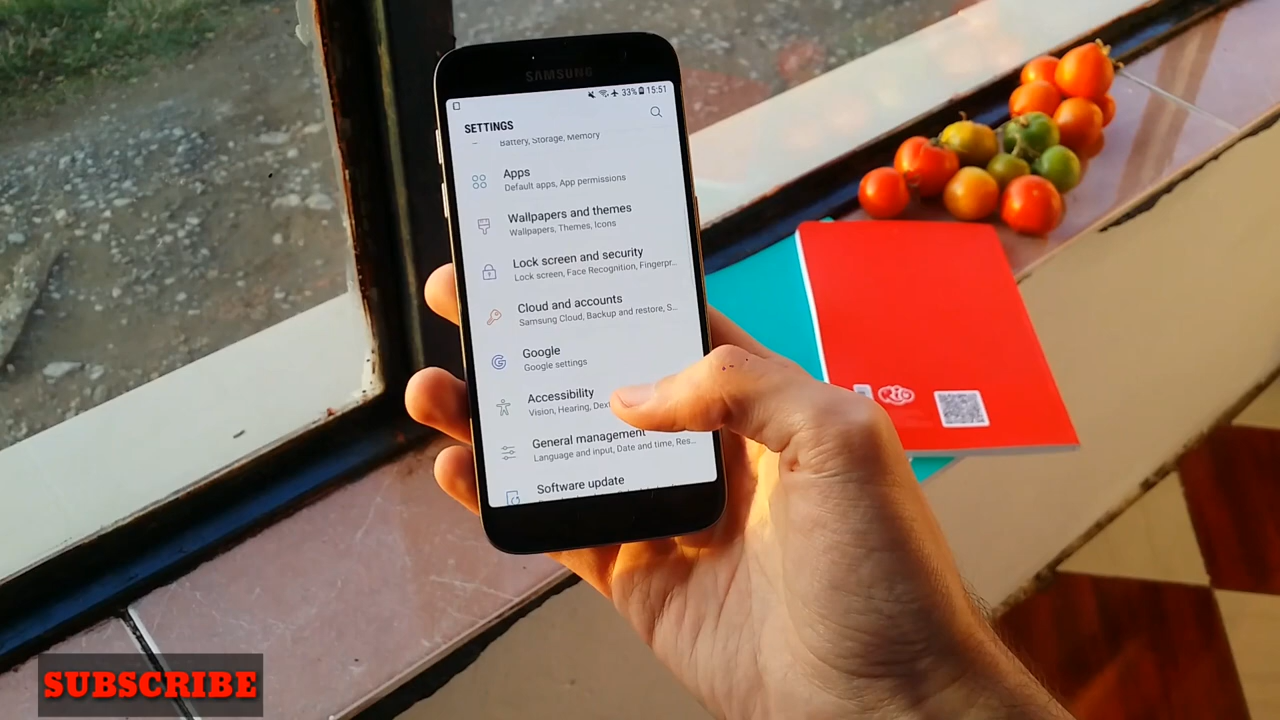 SAMSUNG
33% 15:51
SETTINGS
Battery, Storage, Memory
Apps
Default apps, App permissions
Wallpapers and themes
Wallpapers, Themes, Icons
Lock screen and security
Lock screen, Face Recognition, Fingerpr...
Cloud and accounts
Samsung Cloud, Backup and restore, S...
Google
Google settings
Accessibility
Vision, Hearing, Dext
General management
Language and input, Date and time, Res...
Software update
Rio
SUBSCRIBE